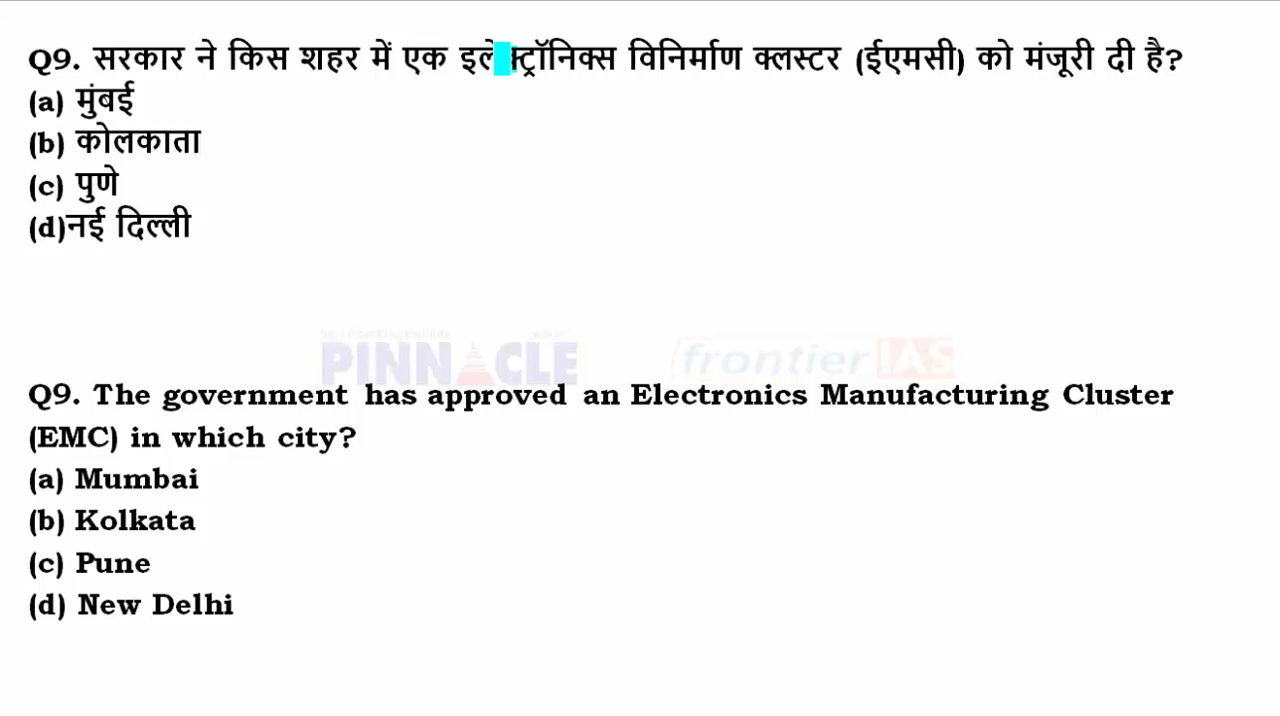 Q9. सरकार ने किस शहर में एक इलेक्ट्रॉनिक्स विनिर्माण क्लस्टर (ईएमसी) को मंजूरी दी है?
(a) मुंबई
(b) कोलकाता
(c) पुणे
(d)नई दिल्ली
PINNACLE frontier IAS
Q9. The government has approved an Electronics Manufacturing Cluster
(EMC) in which city?
(a) Mumbai
(b) Kolkata
(c) Pune
(d) New Delhi